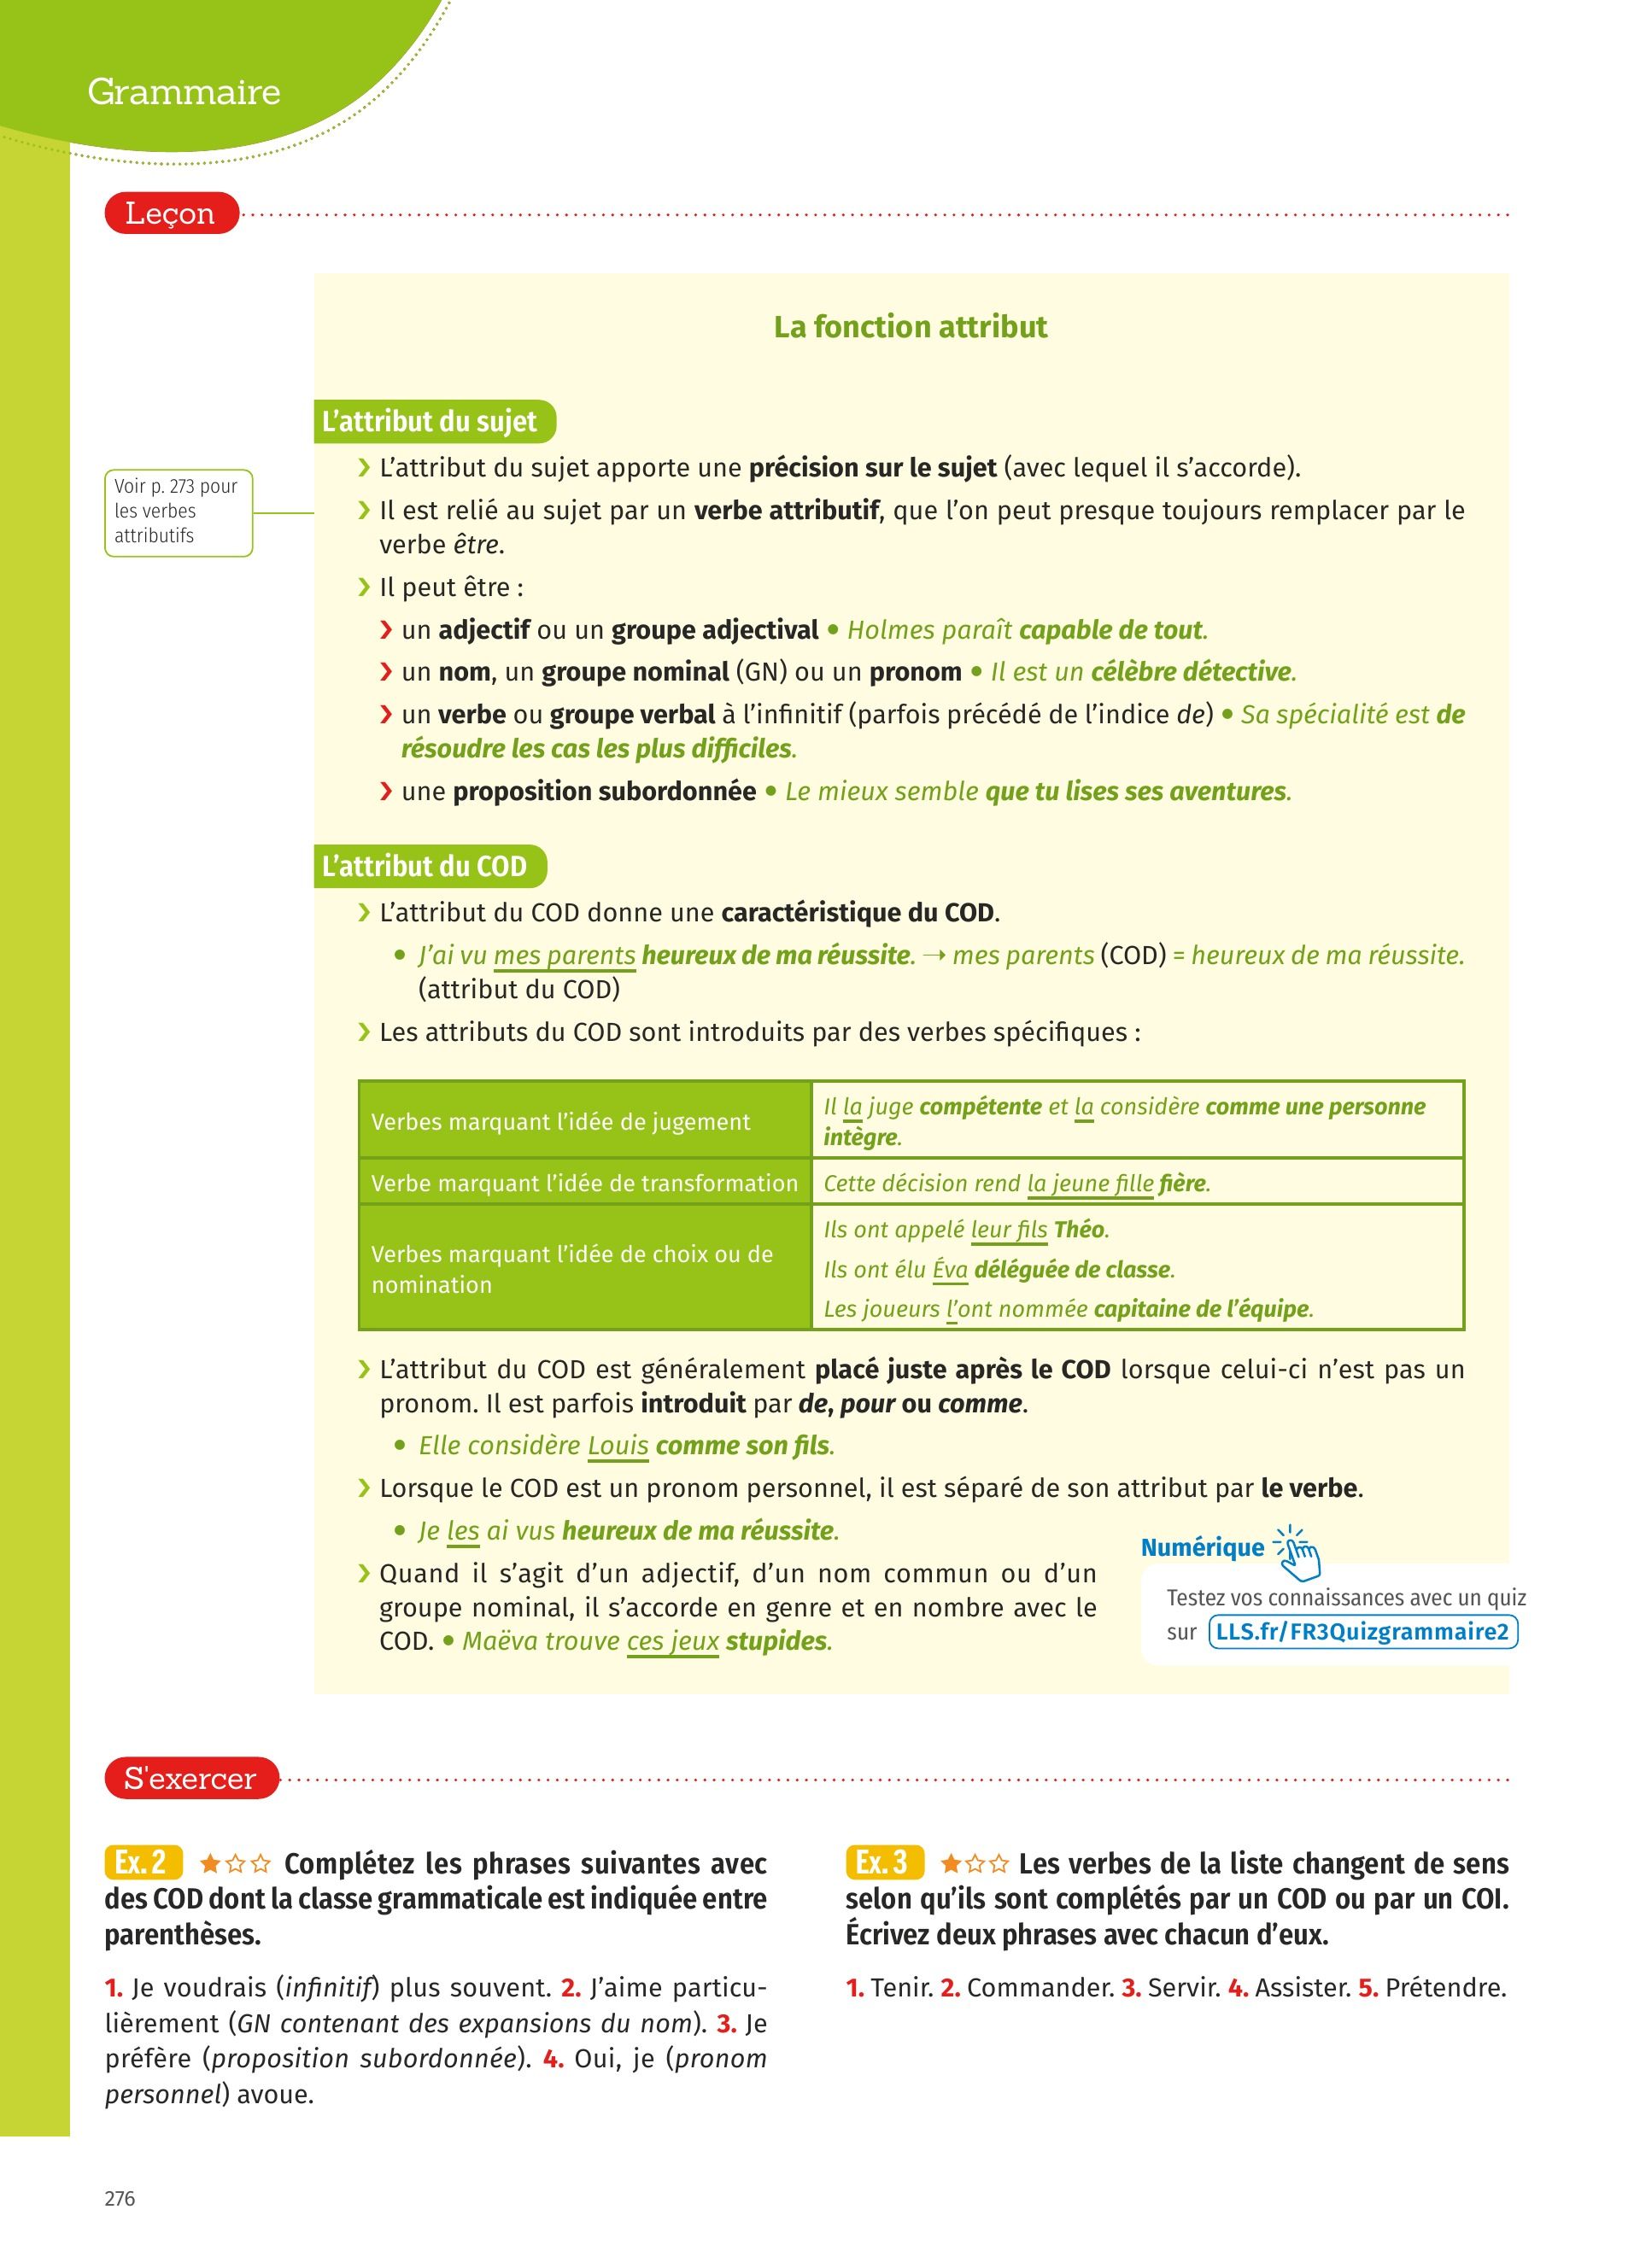 Grammaire
Leçon
La fonction attribut
L’attribut du sujet
› L’attribut du sujet apporte une précision sur le sujet (avec lequel il s’accorde).
Voir p. 273 pour
les verbes
attributifs
› Il est relié au sujet par un verbe attributif, que l’on peut presque toujours remplacer par le
verbe être.
› Il peut être :
› un adjectif ou un groupe adjectival • Holmes paraît capable de tout.
› un nom, un groupe nominal (GN) ou un pronom • Il est un célèbre détective.
› un verbe ou groupe verbal à l’infinitif (parfois précédé de l’indice de) • Sa spécialité est de
résoudre les cas les plus difficiles.
› une proposition subordonnée • Le mieux semble que tu lises ses aventures.
L’attribut du COD
› L’attribut du COD donne une caractéristique du COD.
• J’ai vu mes parents heureux de ma réussite. → mes parents (COD) = heureux de ma réussite.
(attribut du COD)
› Les attributs du COD sont introduits par des verbes spécifiques :
Verbes marquant l’idée de jugement
Il la juge compétente et la considère comme une personne
intègre.
Verbe marquant l’idée de transformation
Cette décision rend la jeune fille fière.
Verbes marquant l’idée de choix ou de
nomination
Ils ont appelé leur fils Théo.
Ils ont élu Éva déléguée de classe.
Les joueurs l’ont nommée capitaine de l’équipe.
› L’attribut du COD est généralement placé juste après le COD lorsque celui-ci n’est pas un
pronom. Il est parfois introduit par de, pour ou comme.
• Elle considère Louis comme son fils.
› Lorsque le COD est un pronom personnel, il est séparé de son attribut par le verbe.
• Je les ai vus heureux de ma réussite.
› Quand il s’agit d’un adjectif, d’un nom commun ou d’un
groupe nominal, il s’accorde en genre et en nombre avec le
COD. • Maëva trouve ces jeux stupides.
Numérique
Testez vos connaissances avec un quiz
sur LLS.fr/FR3Quizgrammaire2
S'exercer
Ex. 2 ★☆☆ Complétez les phrases suivantes avec
des COD dont la classe grammaticale est indiquée entre
parenthèses.
1. Je voudrais (infinitif) plus souvent. 2. J’aime particu-
lièrement (GN contenant des expansions du nom). 3. Je
préfère (proposition subordonnée). 4. Oui, je (pronom
personnel) avoue.
Ex. 3 ★☆☆ Les verbes de la liste changent de sens
selon qu’ils sont complétés par un COD ou par un COI.
Écrivez deux phrases avec chacun d’eux.
1. Tenir. 2. Commander. 3. Servir. 4. Assister. 5. Prétendre.
276